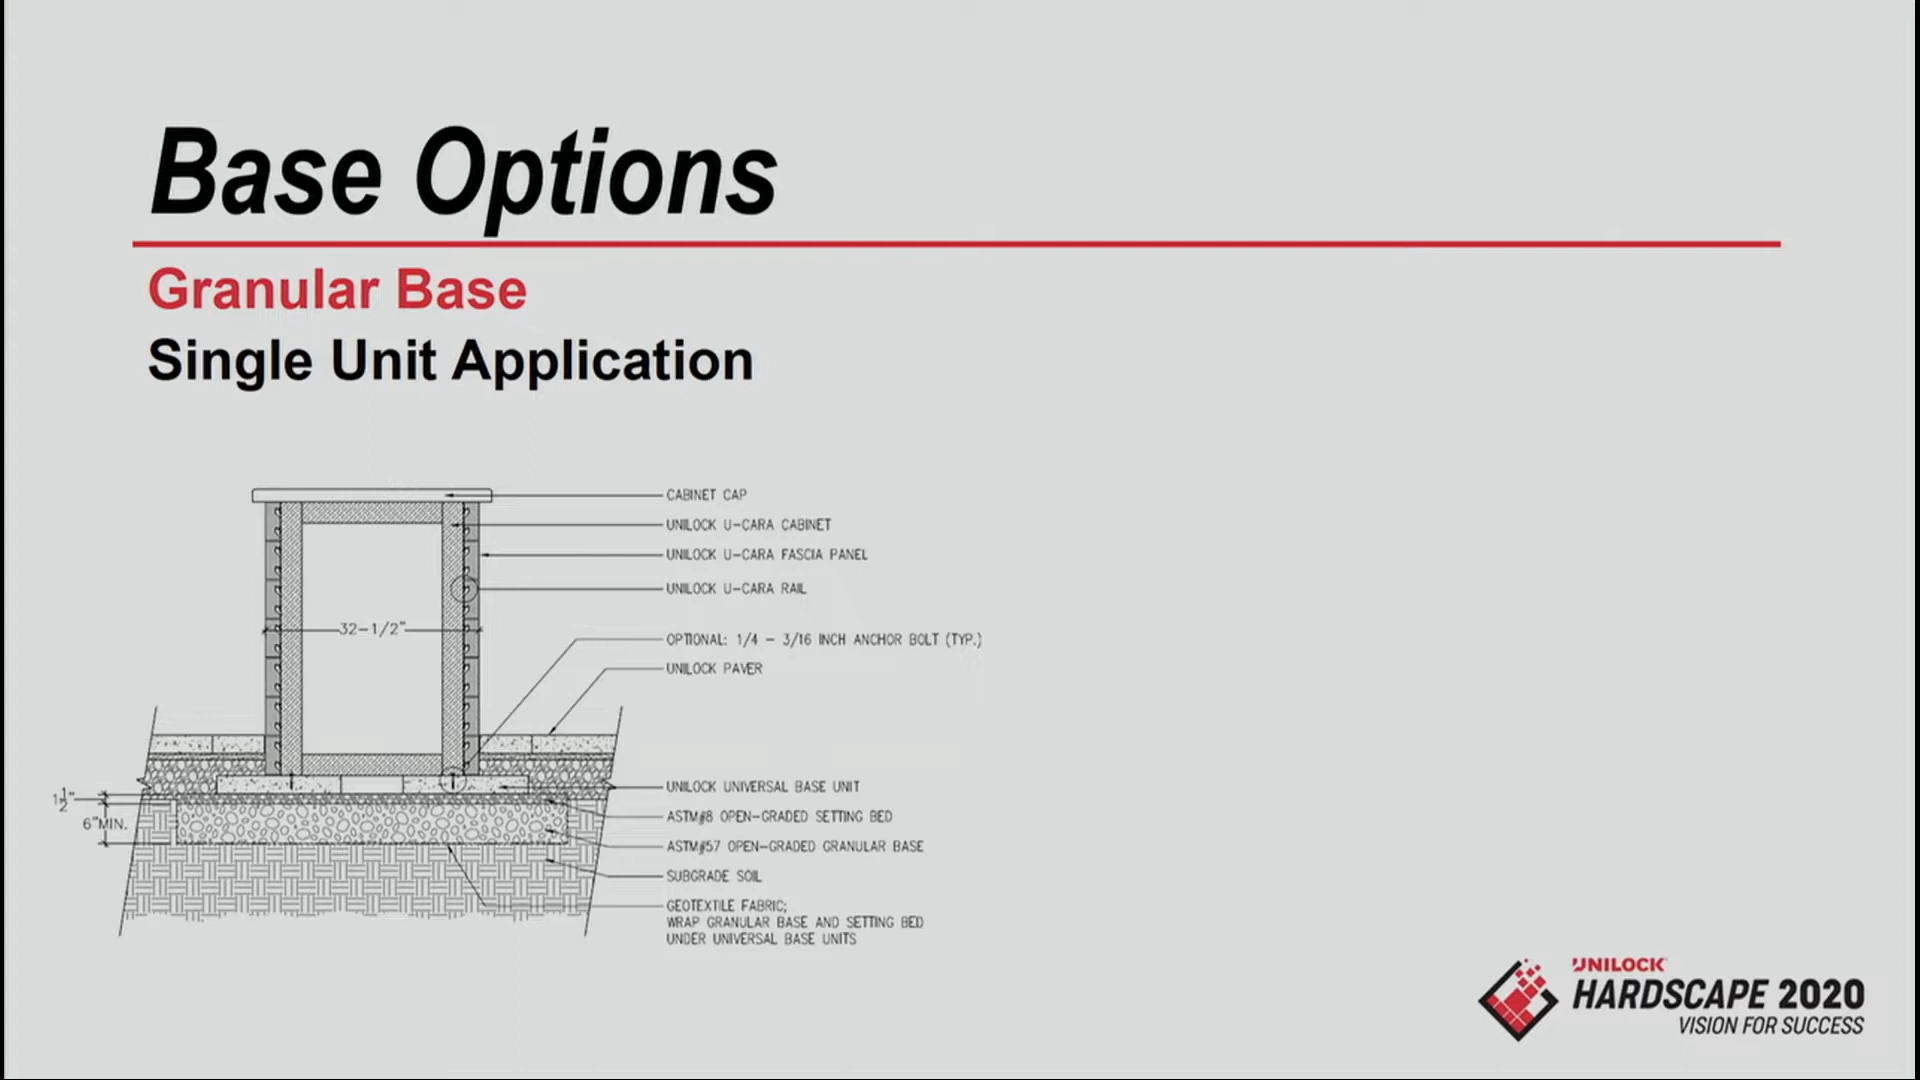 Base Options
Granular Base
Single Unit Application
CABINET CAP
UNILOCK U-CARA CABINET
UNILOCK U-CARA FASCIA PANEL
UNILOCK U-CARA RAIL
32-1/2"
OPTIONAL: 1/4 - 3/16 INCH ANCHOR BOLT (TYP.)
UNILOCK PAVER
UNILOCK UNIVERSAL BASE UNIT
1 1/2"
ASTM#8 OPEN-GRADED SETTING BED
6"MIN.
ASTM#57 OPEN-GRADED GRANULAR BASE
SUBGRADE SOIL
GEOTEXTILE FABRIC;
WRAP GRANULAR BASE AND SETTING BED
UNDER UNIVERSAL BASE UNITS
UNILOCK
HARDSCAPE 2020
VISION FOR SUCCESS